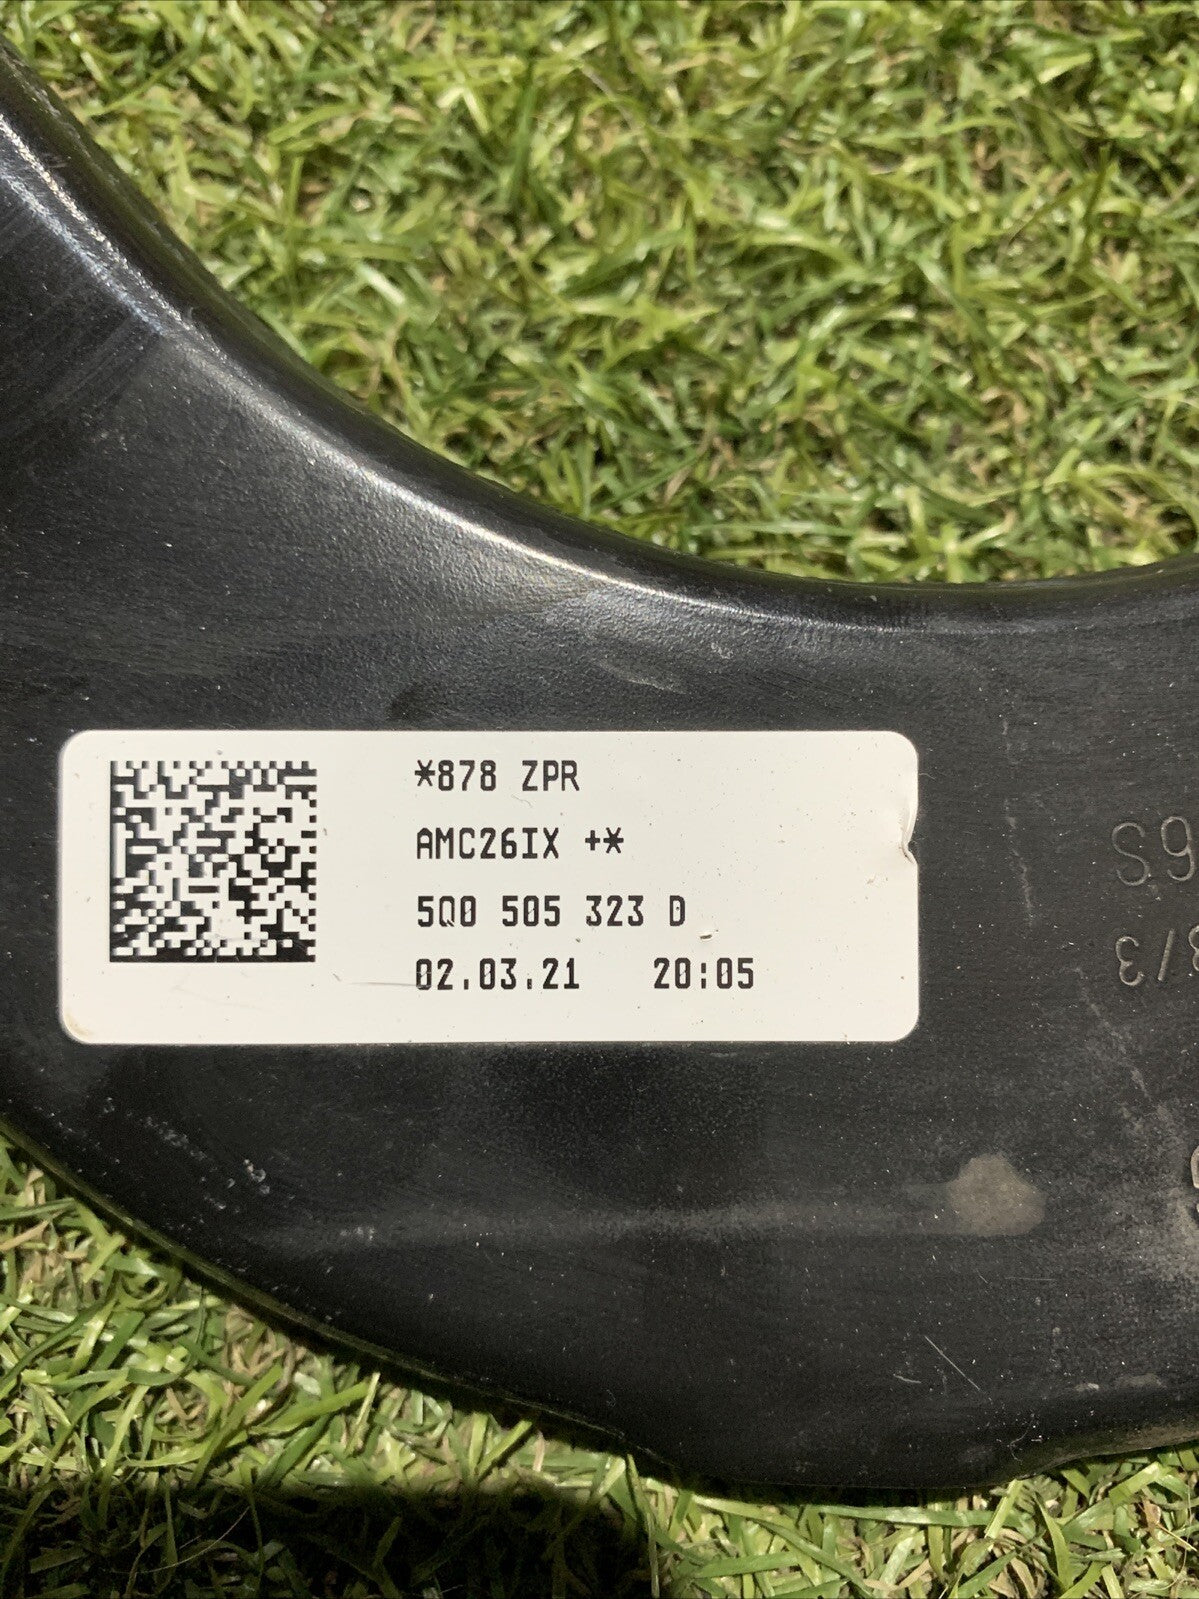 *878 ZPR
AMC26IX +*
5Q0 505 323 D
02.03.21 20:05